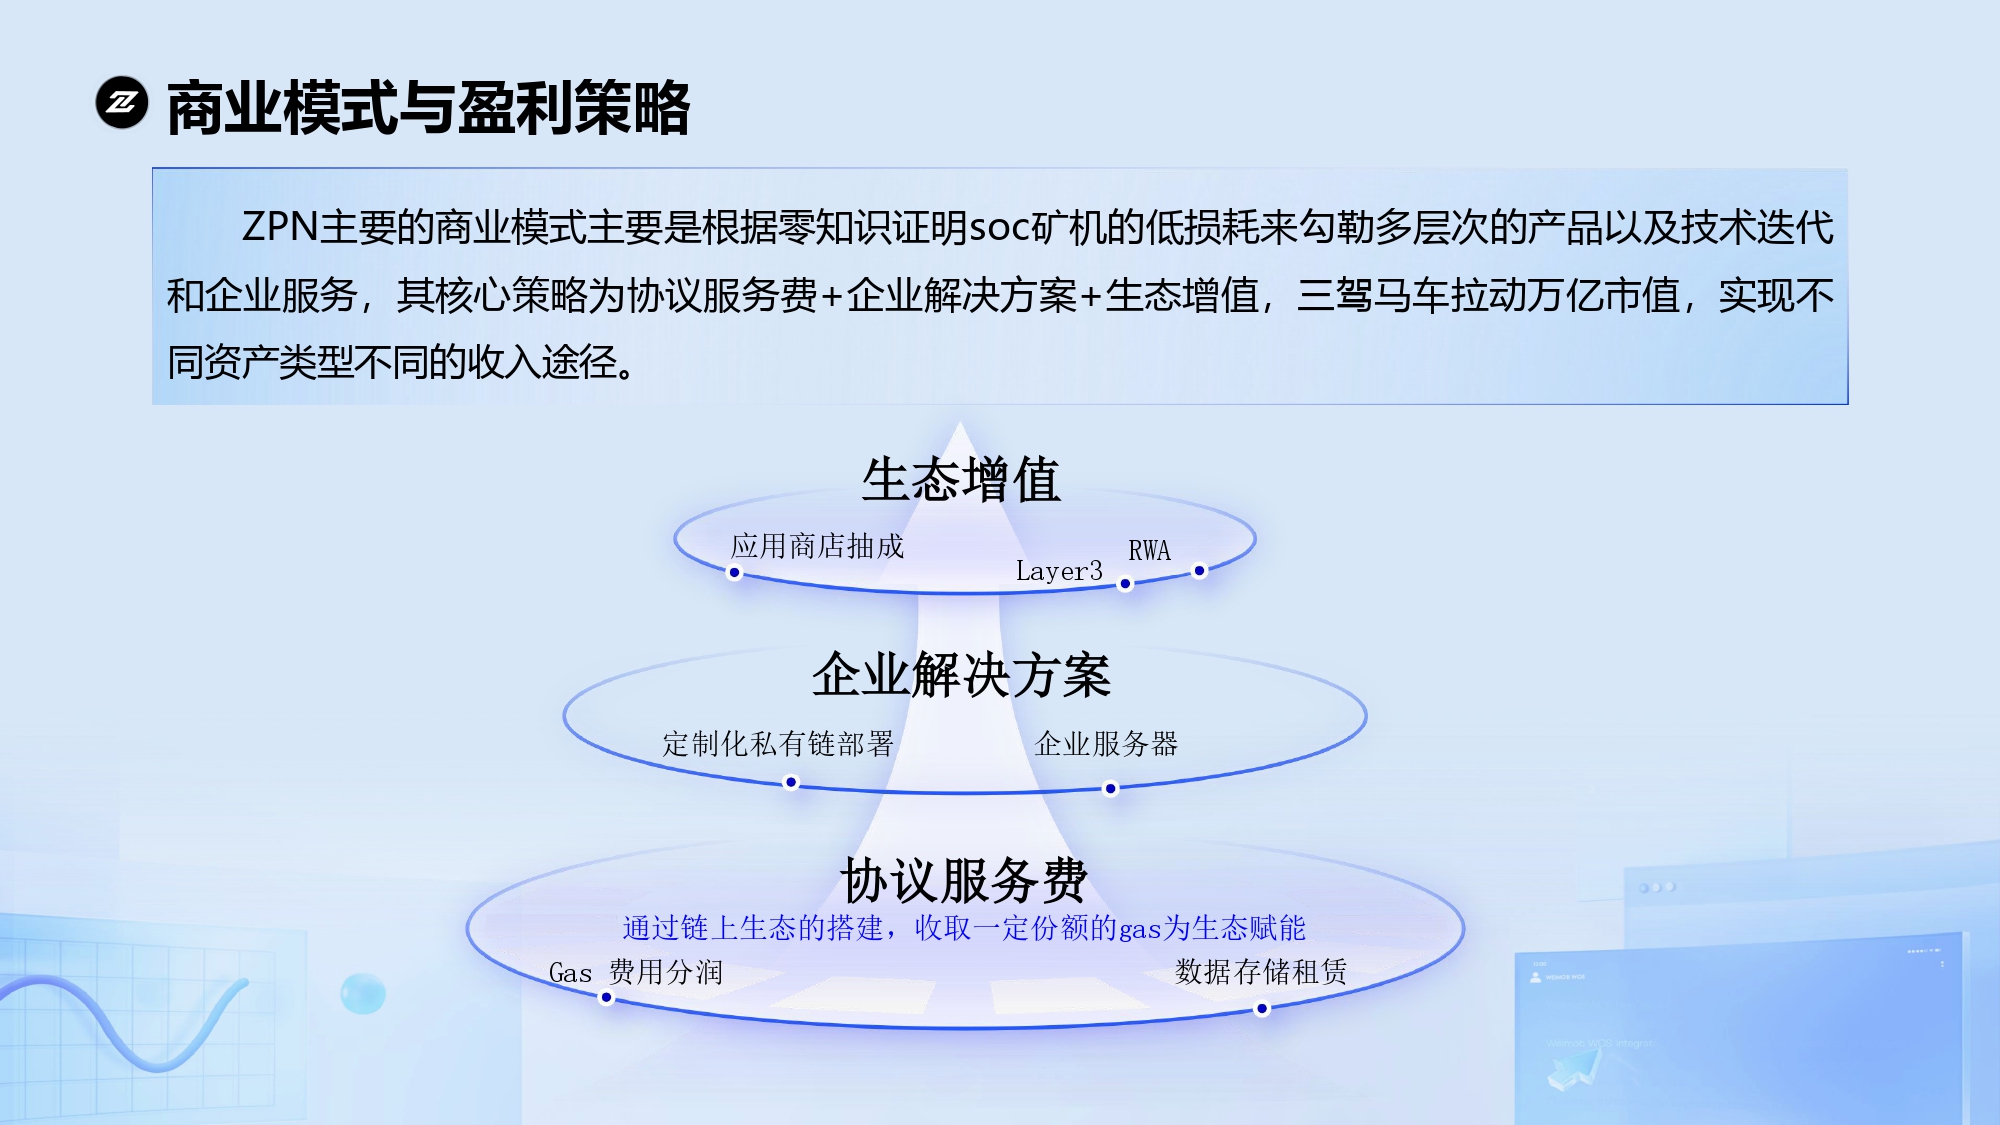 商业模式与盈利策略
ZPN主要的商业模式主要是根据零知识证明soc矿机的低损耗来勾勒多层次的产品以及技术迭代
和企业服务，其核心策略为协议服务费+企业解决方案+生态增值，三驾马车拉动万亿市值，实现不
同资产类型不同的收入途径。
生态增值
应用商店抽成
RWA
Layer3
企业解决方案
定制化私有链部署
企业服务器
协议服务费
通过链上生态的搭建，收取一定份额的gas为生态赋能
Gas 费用分润
数据存储租赁